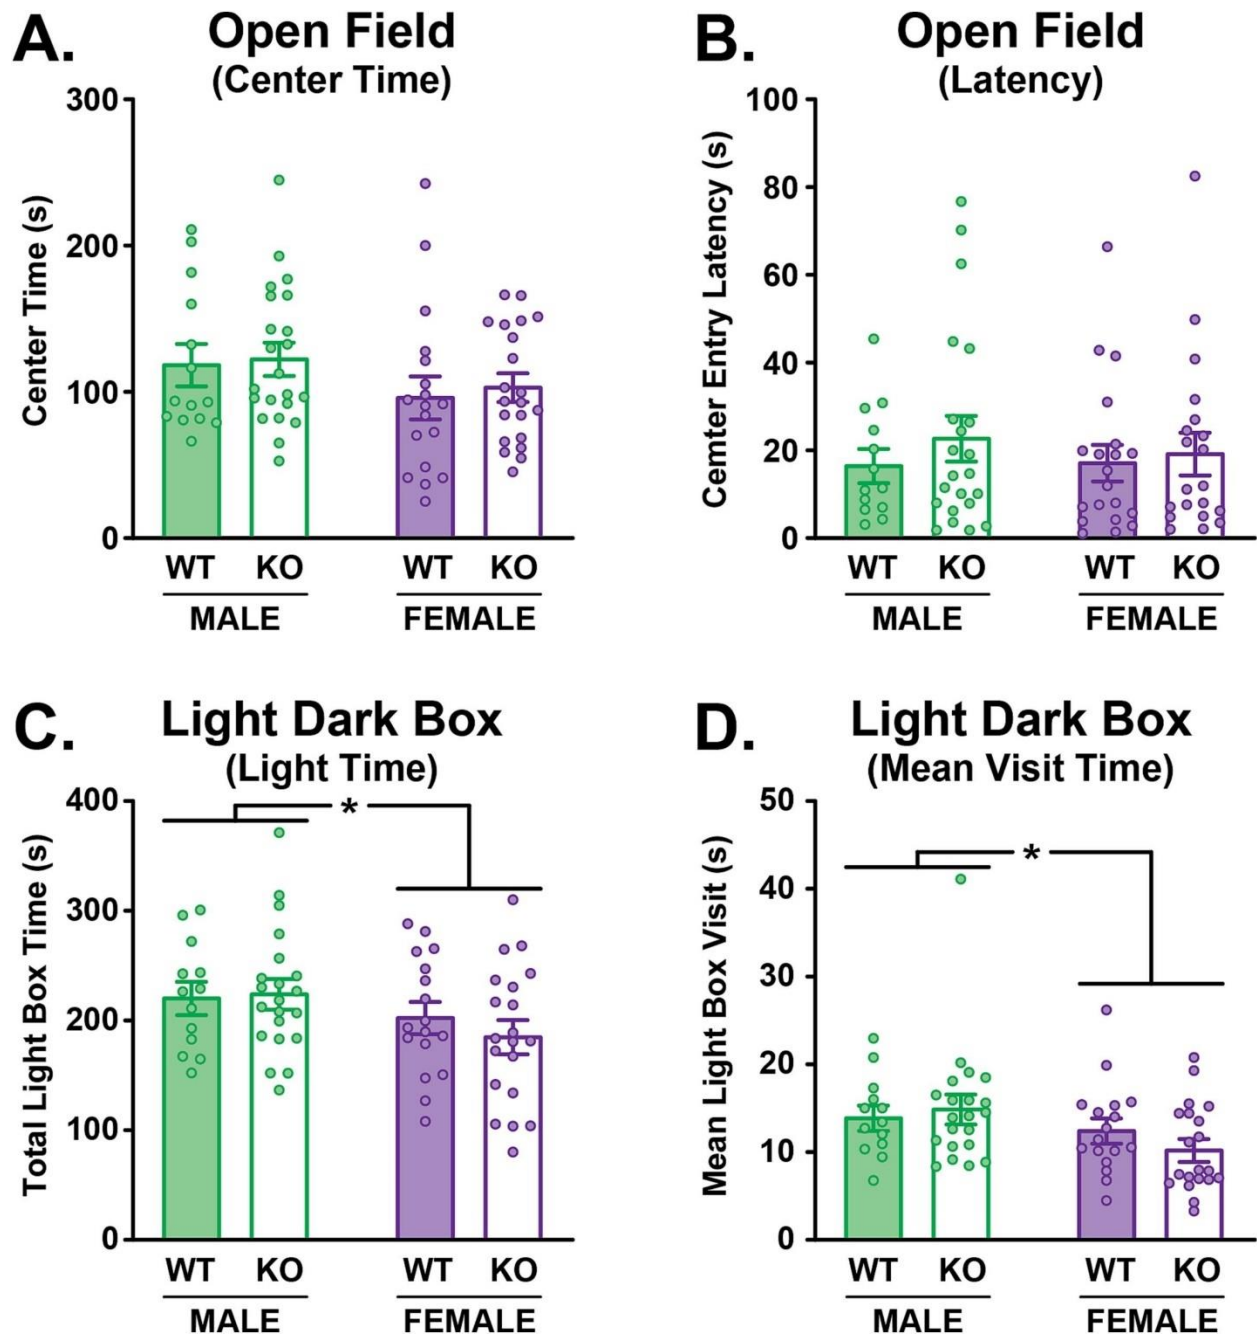 A.
Open Field
(Center Time)
Center Time (s)
300
200
100
0
WT KO WT KO
MALE FEMALE
B.
Open Field
(Latency)
Cemter Entry Latency (s)
100
80
60
40
20
0
WT KO WT KO
MALE FEMALE
C.
Light Dark Box
(Light Time)
Total Light Box Time (s)
400
300
200
100
0
*
WT KO WT KO
MALE FEMALE
D.
Light Dark Box
(Mean Visit Time)
Mean Light Box Visit (s)
50
40
30
20
10
0
*
WT KO WT KO
MALE FEMALE